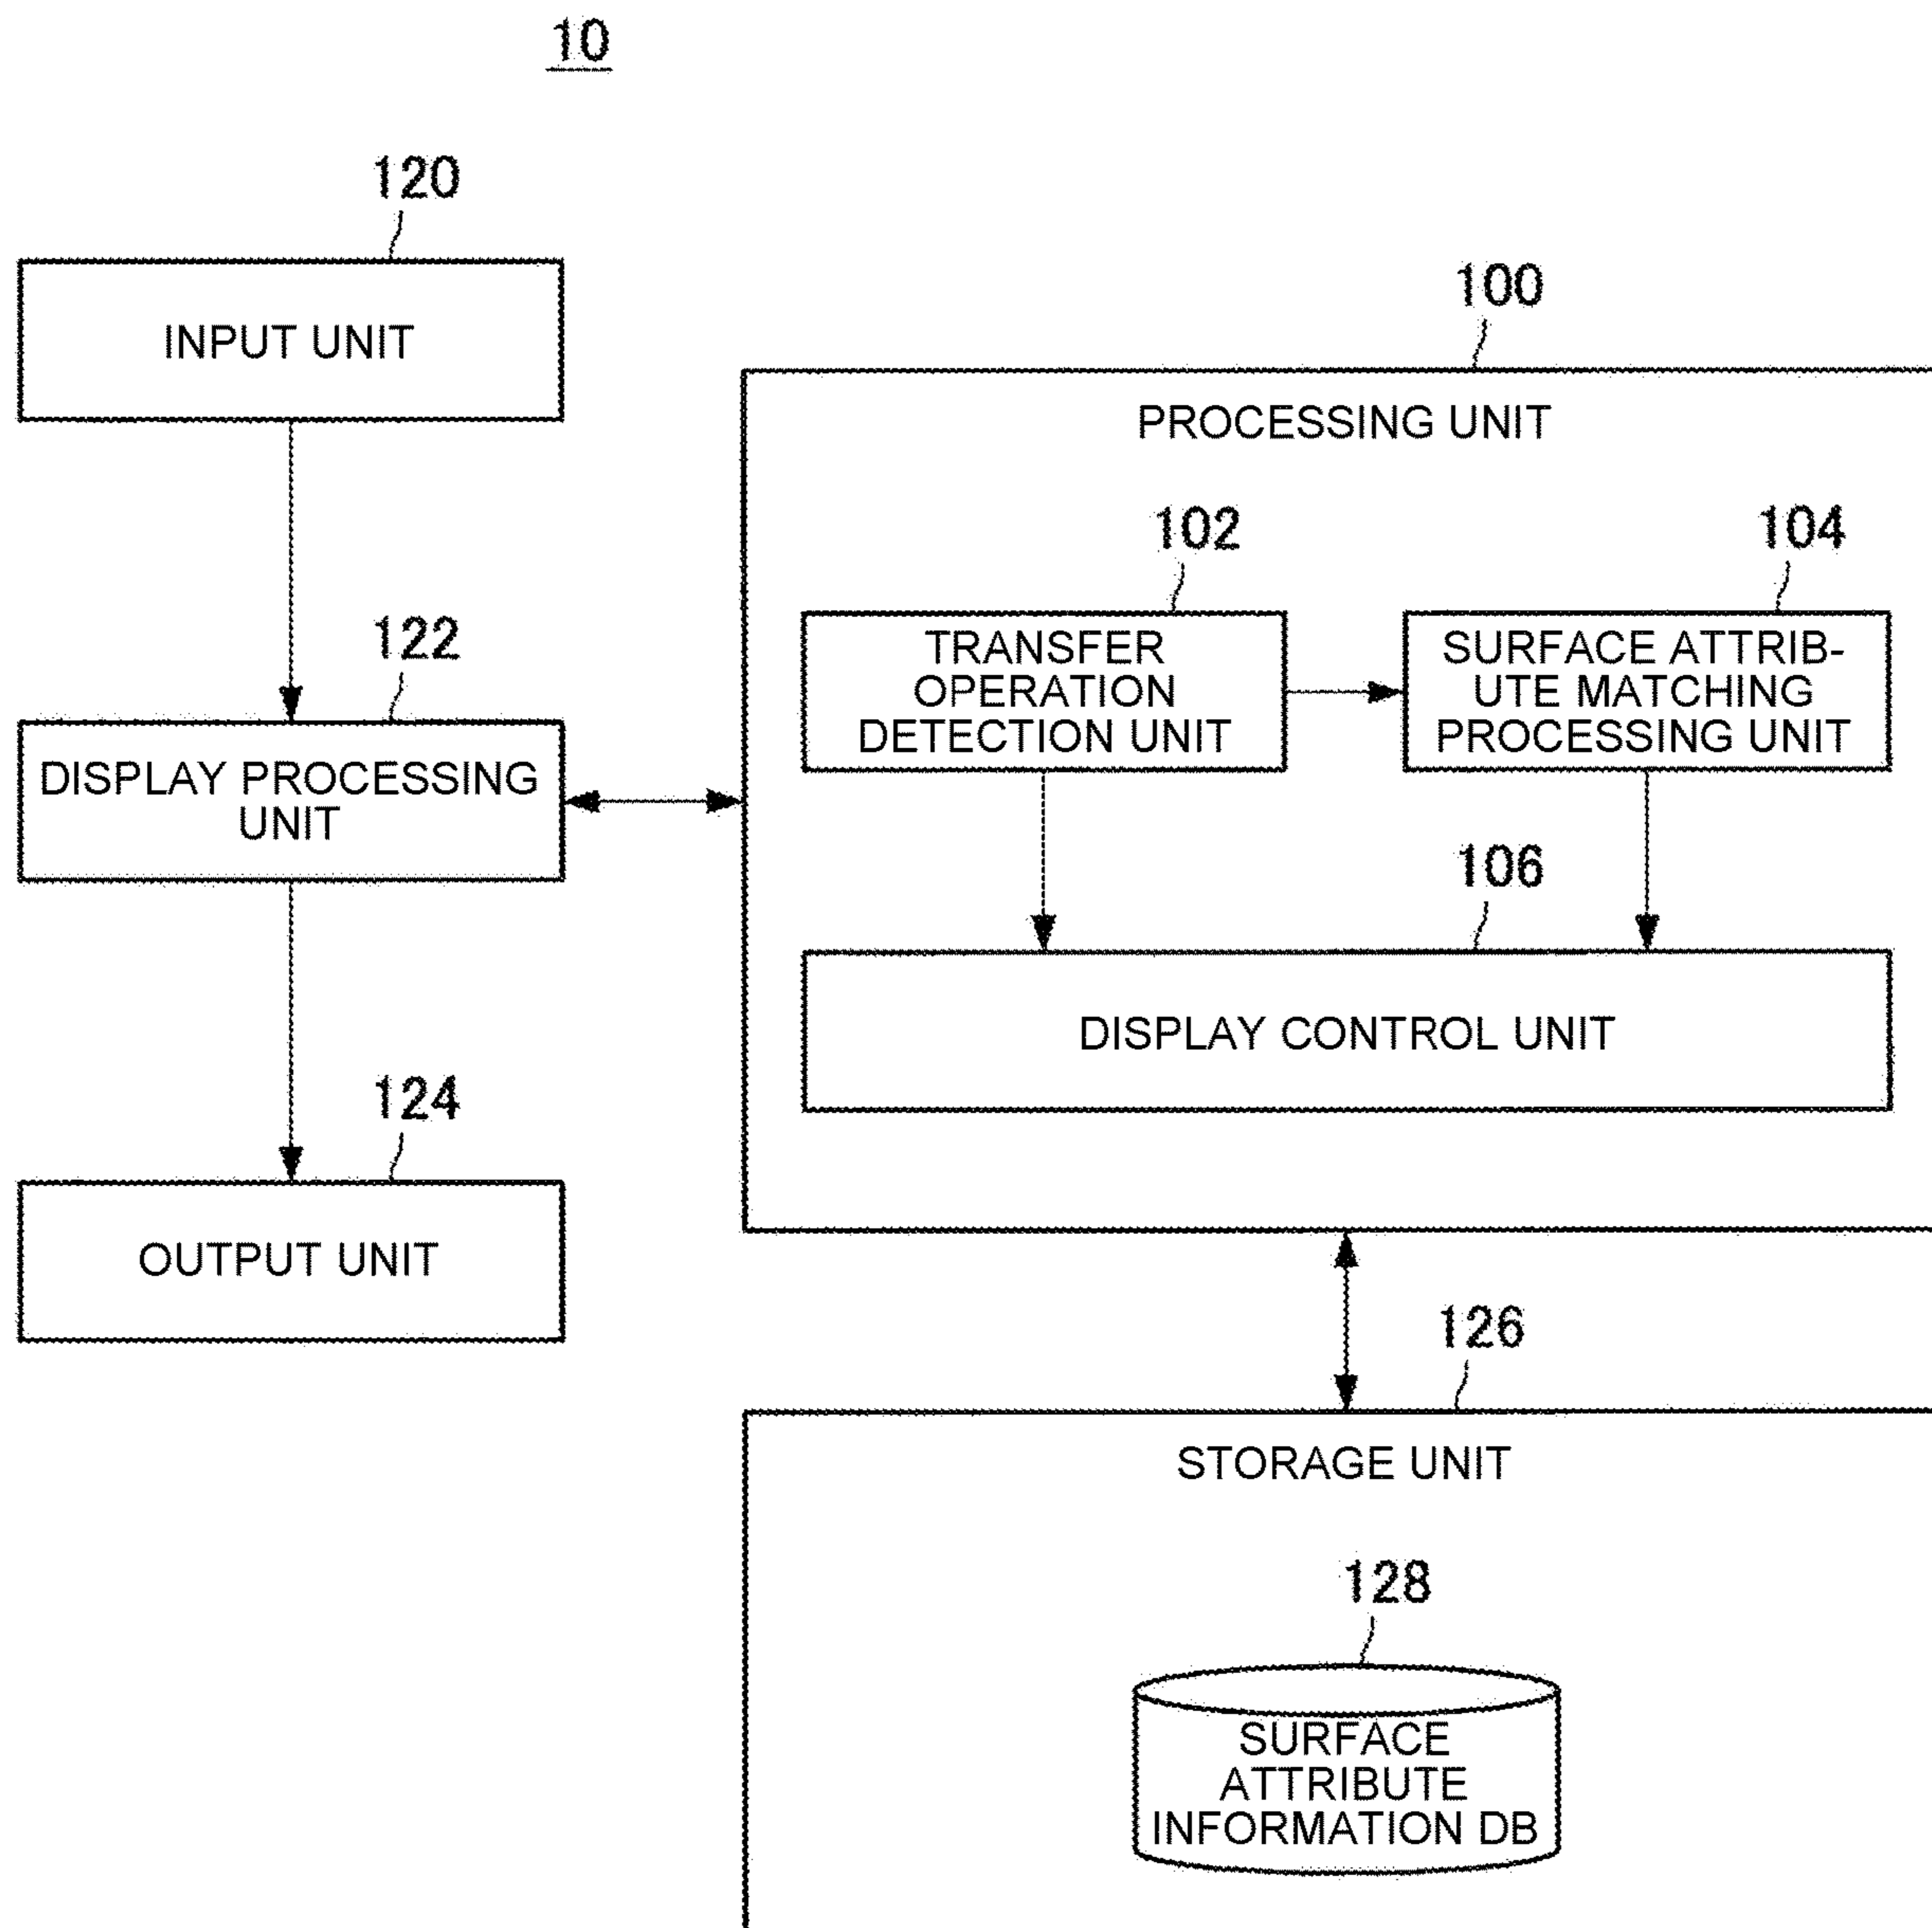 10
120
INPUT UNIT
100
PROCESSING UNIT
102
104
TRANSFER
OPERATION
DETECTION UNIT
SURFACE ATTRIB-
UTE MATCHING
PROCESSING UNIT
122
DISPLAY PROCESSING
UNIT
106
DISPLAY CONTROL UNIT
124
OUTPUT UNIT
126
STORAGE UNIT
128
SURFACE
ATTRIBUTE
INFORMATION DB